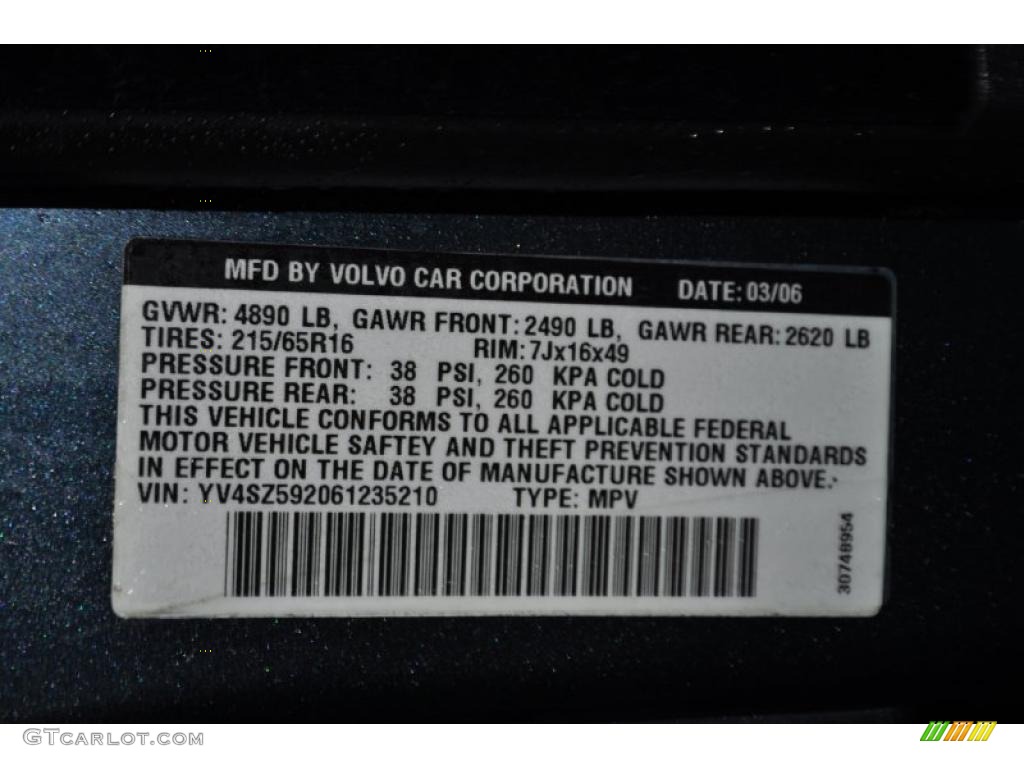 MFD BY VOLVO CAR CORPORATION DATE: 03/06
GVWR: 4890 LB, GAWR FRONT: 2490 LB, GAWR REAR: 2620 LB
TIRES: 215/65R16 RIM: 7Jx16x49
PRESSURE FRONT: 38 PSI, 260 KPA COLD
PRESSURE REAR: 38 PSI, 260 KPA COLD
THIS VEHICLE CONFORMS TO ALL APPLICABLE FEDERAL
MOTOR VEHICLE SAFTEY AND THEFT PREVENTION STANDARDS
IN EFFECT ON THE DATE OF MANUFACTURE SHOWN ABOVE.
VIN: YV4SZ592061235210 TYPE: MPV
30748954
GTCARLOT.COM